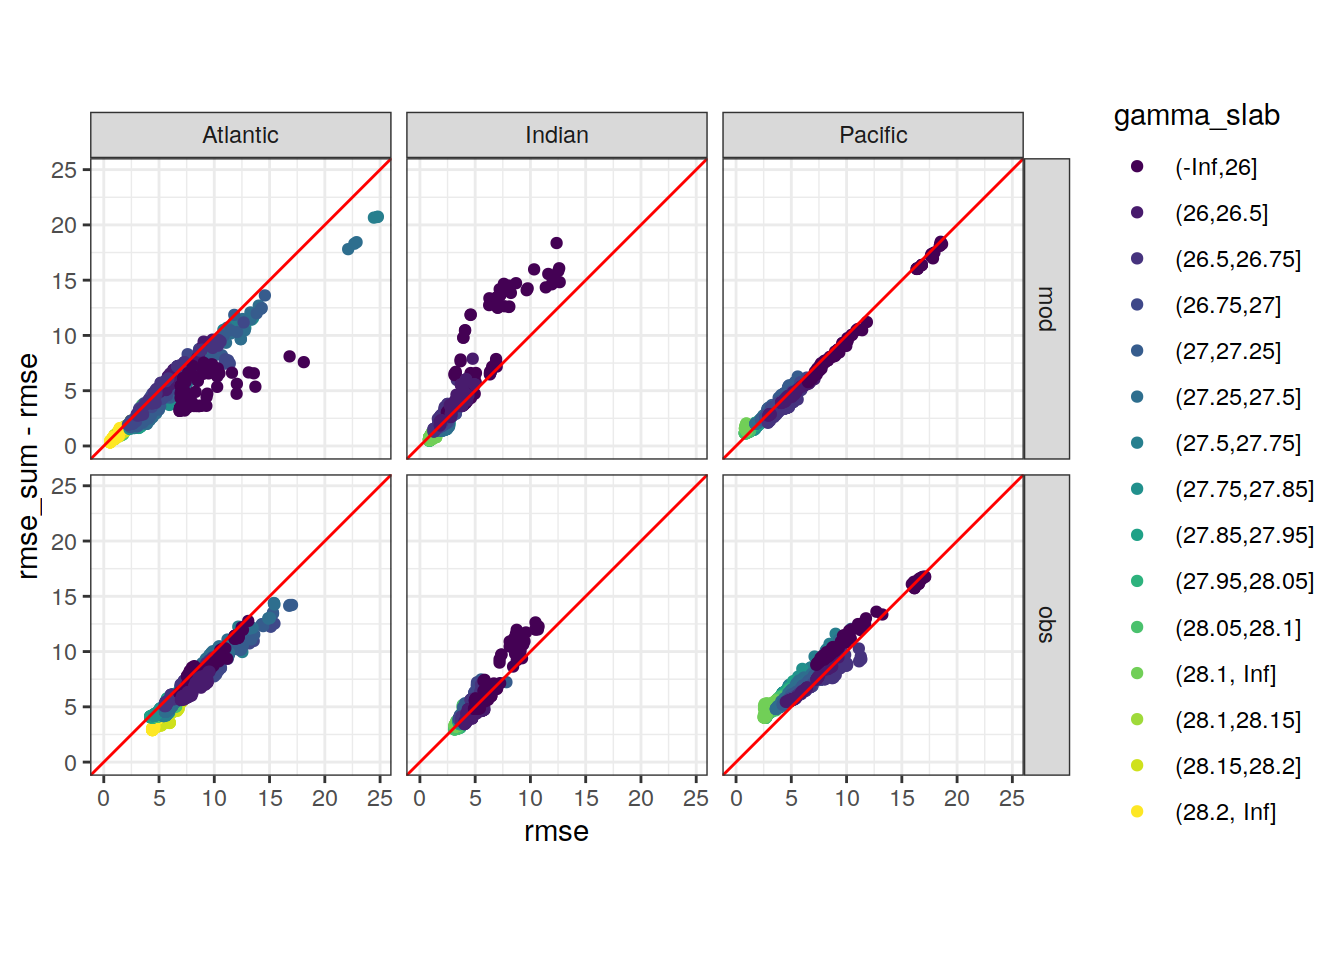 Atlantic
Indian
Pacific
25
20
15
10
5
0
mod
25
20
15
10
5
0
obs
0 5 10 15 20 25
0 5 10 15 20 25
0 5 10 15 20 25
rmse
rmse_sum - rmse
gamma_slab
(-Inf,26]
(26,26.5]
(26.5,26.75]
(26.75,27]
(27,27.25]
(27.25,27.5]
(27.5,27.75]
(27.75,27.85]
(27.85,27.95]
(27.95,28.05]
(28.05,28.1]
(28.1, Inf]
(28.1,28.15]
(28.15,28.2]
(28.2, Inf]